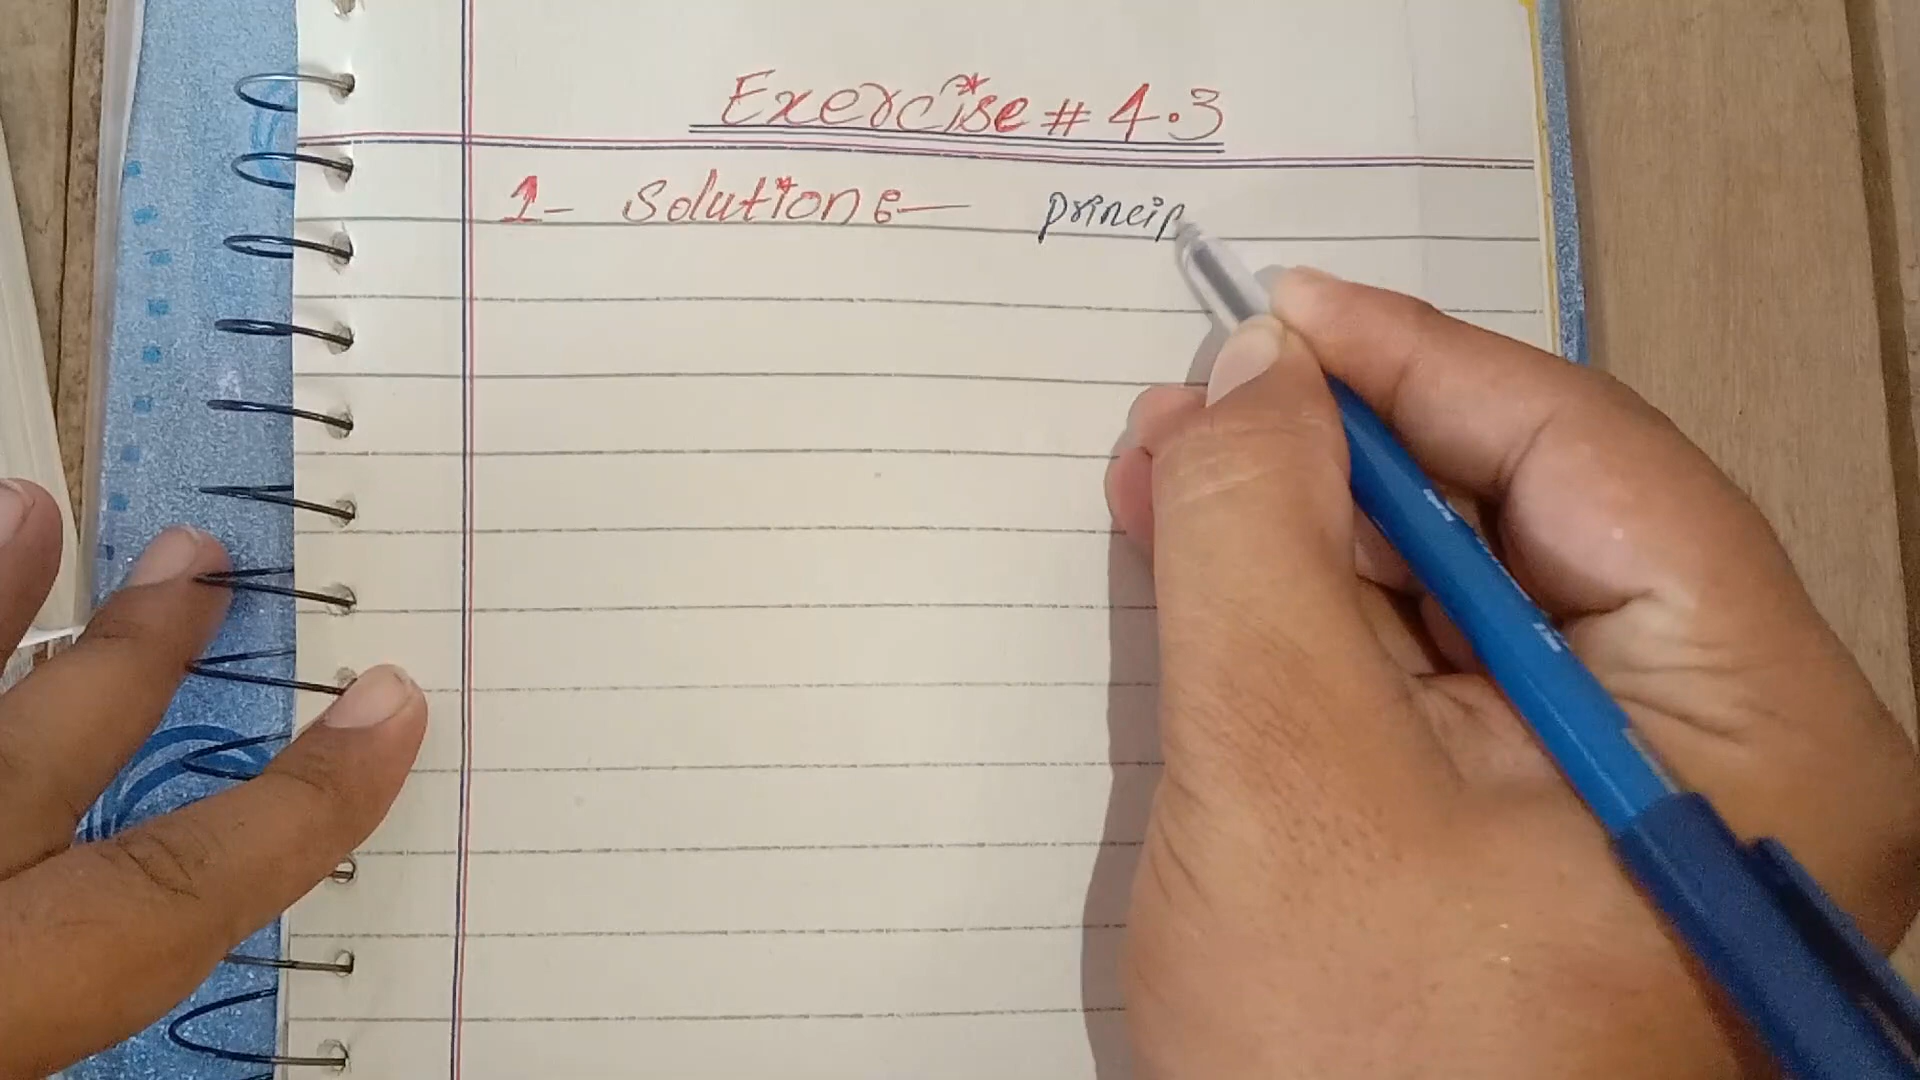 Exercise # 4.3
1- Solution:- princip